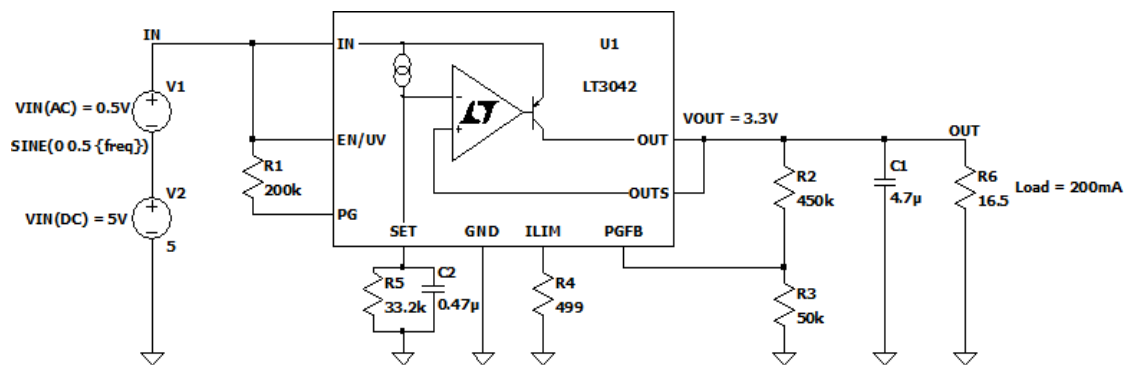 IN
V1
VIN(AC) = 0.5V
SINE(0 0.5 {freq})
V2
VIN(DC) = 5V
5
R1
200k
IN
U1
LT3042
EN/UV
PG
OUT
OUTS
SET
GND
ILIM
PGFB
R5
33.2k
C2
0.47µ
R4
499
VOUT = 3.3V
R2
450k
R3
50k
C1
4.7µ
OUT
R6
16.5
Load = 200mA